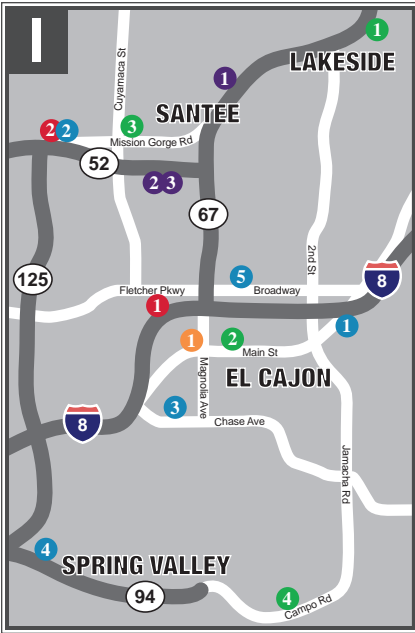 I
1
LAKESIDE
Cuyamaca St
1
SANTEE
2 2
3
Mission Gorge Rd
52
2 3
67
2nd St
125
5
8
Fletcher Pkwy
Broadway
1
1
1
2
Main St
EL CAJON
Magnolia Ave
3
Chase Ave
8
Jamacha Rd
4
SPRING VALLEY
94
4
Campo Rd